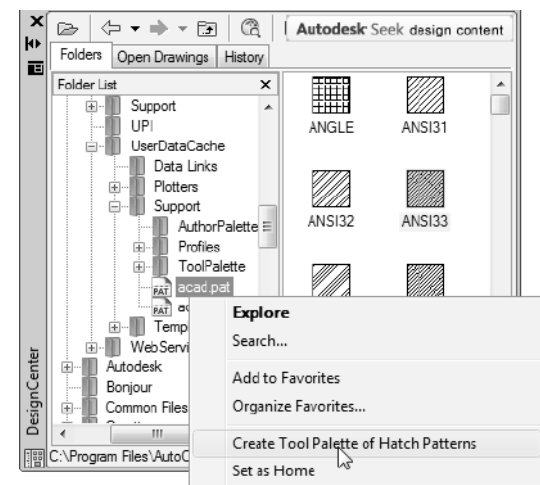 Autodesk Seek design content
Folders Open Drawings History
Folder List
Support
UPI
UserDataCache
Data Links
Plotters
Support
AuthorPalette
Profiles
ToolPalette
PAT acad.pat
PAT
Temp
WebServi
Autodesk
Bonjour
Common Files
C:\Program Files\AutoC
ANGLE ANSI31
ANSI32 ANSI33
Explore
Search...
Add to Favorites
Organize Favorites...
Create Tool Palette of Hatch Patterns
Set as Home
DesignCenter